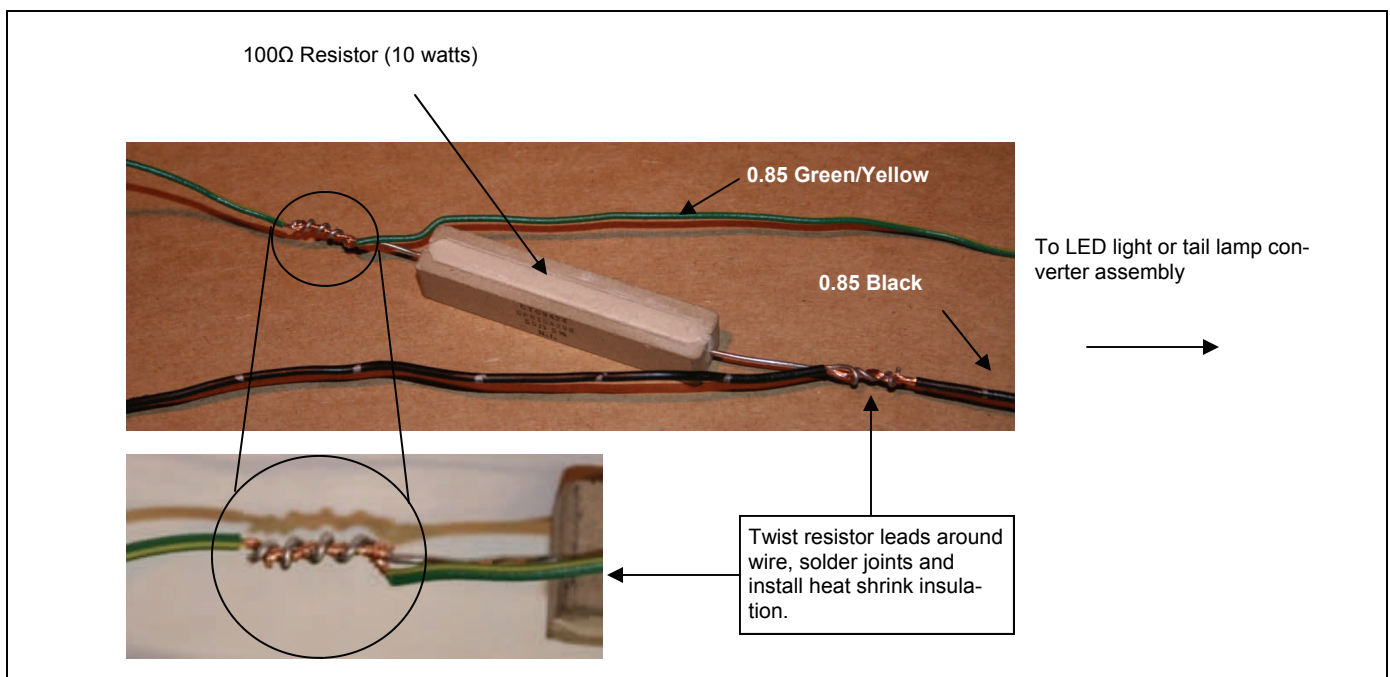 100Ω Resistor (10 watts)
0.85 Green/Yellow
To LED light or tail lamp con-
verter assembly
0.85 Black
Twist resistor leads around
wire, solder joints and
install heat shrink insula-
tion.